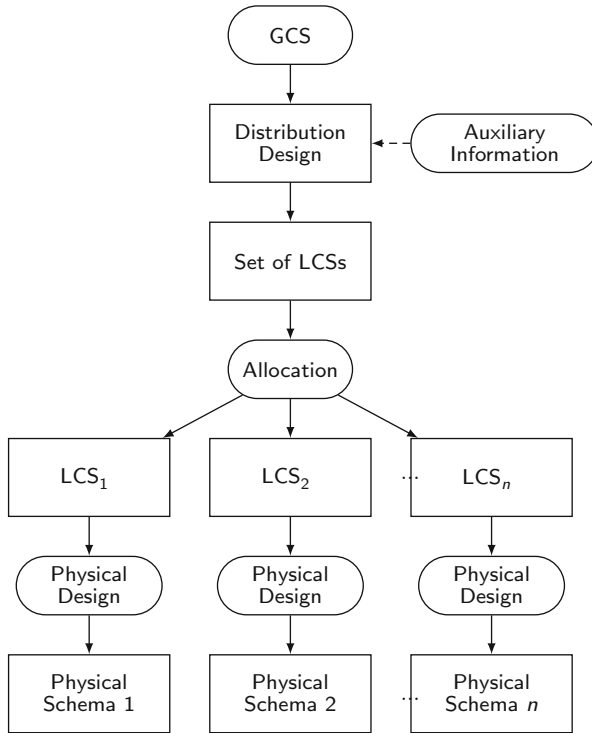 GCS
Distribution
Design
Auxiliary
Information
Set of LCSs
Allocation
LCS1
LCS2
...
LCSn
Physical
Design
Physical
Design
Physical
Design
Physical
Schema 1
Physical
Schema 2
...
Physical
Schema n